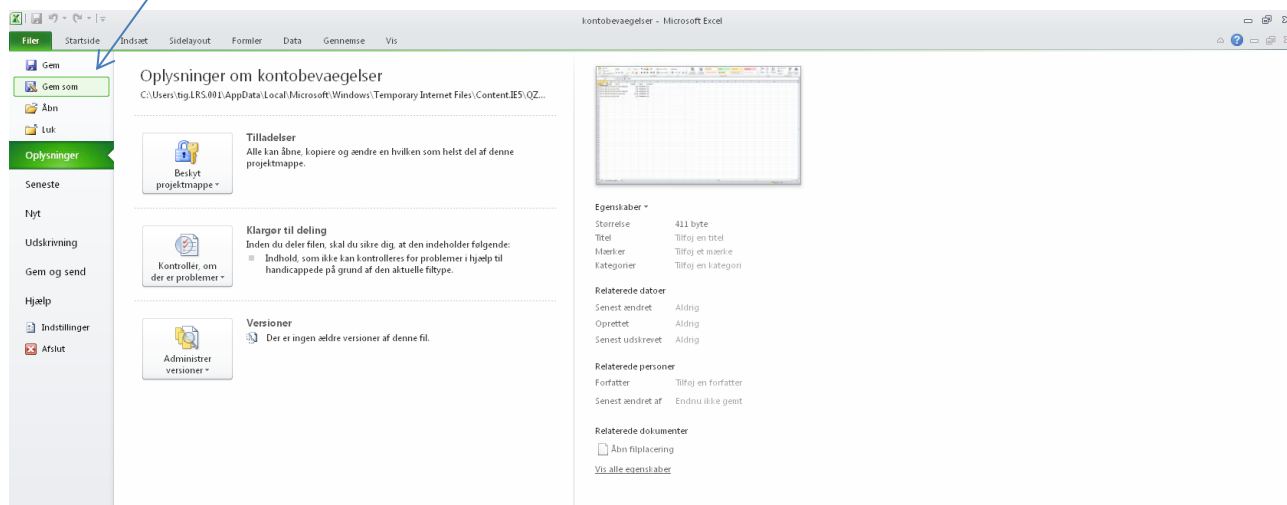 kontobevaegelser - Microsoft Excel
Filer Startside Indsæt Sidelayout Formler Data Gennemse Vis
Gem
Gem som
Åbn
Luk
Oplysninger
Seneste
Nyt
Udskrivning
Gem og send
Hjælp
Indstillinger
Afslut
Oplysninger om kontobevaegelser
C:\Users\tig.LRS.001\AppData\Local\Microsoft\Windows\Temporary Internet Files\Content.IE5\QZ...
Beskyt
projektmappe
Tilladelser
Alle kan åbne, kopiere og ændre en hvilken som helst del af denne
projektmappe.
Kontroller, om
der er problemer
Klargør til deling
Inden du deler filen, skal du sikre dig, at den indeholder følgende:
Indhold, som ikke kan kontrolleres for problemer i hjælp til
handicappede på grund af den aktuelle filtype.
Administrer
versioner
Versioner
Der er ingen ældre versioner af denne fil.
Egenskaber
Størrelse 411 byte
Titel Tilføj en titel
Mærker Tilføj et mærke
Kategorier Tilføj en kategori
Relaterede datoer
Senest ændret Aldrig
Oprettet Aldrig
Senest udskrevet Aldrig
Relaterede personer
Forfatter Tilføj en forfatter
Senest ændret af Endnu ikke gemt
Relaterede dokumenter
Åbn filplacering
Vis alle egenskaber